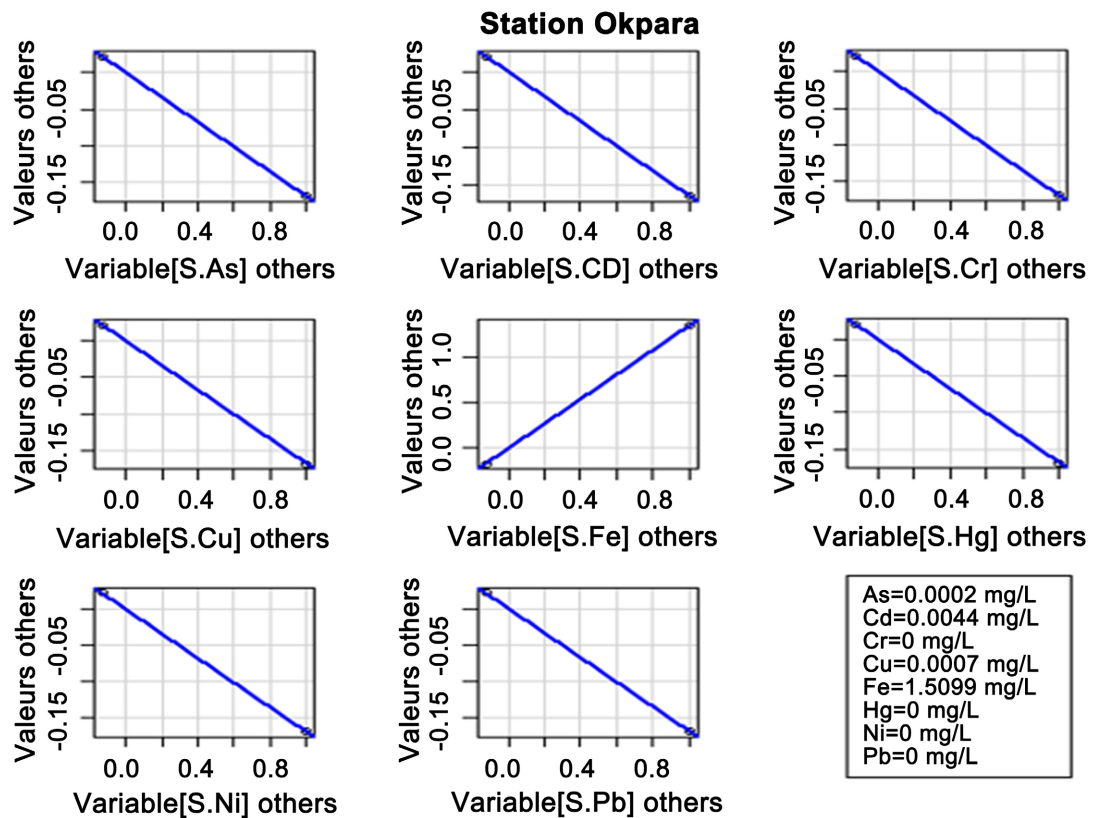 Station Okpara
Valeurs others
-0.05
-0.15
0.0 0.4 0.8
Variable[S.As] others
Valeurs others
-0.05
-0.15
0.0 0.4 0.8
Variable[S.CD] others
Valeurs others
-0.05
-0.15
0.0 0.4 0.8
Variable[S.Cr] others
Valeurs others
-0.05
-0.15
0.0 0.4 0.8
Variable[S.Cu] others
Valeurs others
1.0
0.5
0.0
0.0 0.4 0.8
Variable[S.Fe] others
Valeurs others
-0.05
-0.15
0.0 0.4 0.8
Variable[S.Hg] others
Valeurs others
-0.05
-0.15
0.0 0.4 0.8
Variable[S.Ni] others
Valeurs others
-0.05
-0.15
0.0 0.4 0.8
Variable[S.Pb] others
As=0.0002 mg/L
Cd=0.0044 mg/L
Cr=0 mg/L
Cu=0.0007 mg/L
Fe=1.5099 mg/L
Hg=0 mg/L
Ni=0 mg/L
Pb=0 mg/L